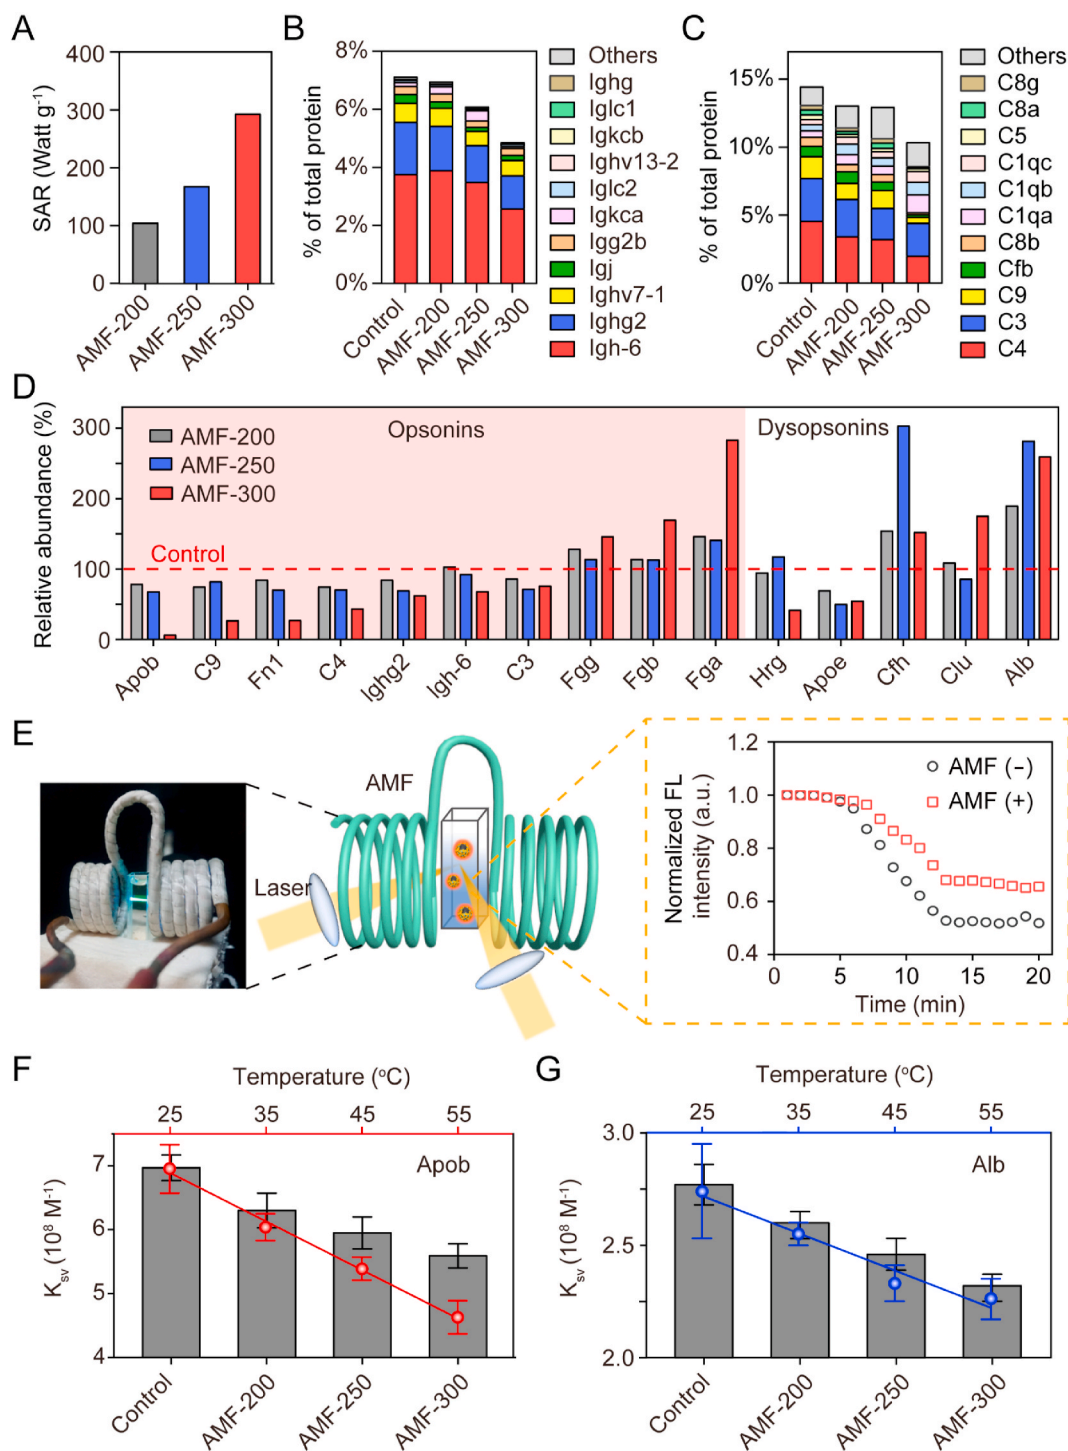 A
SAR (Watt g⁻¹)
400
300
200
100
0
AMF-200
AMF-250
AMF-300
B
% of total protein
8%
6%
4%
2%
0%
Control
AMF-200
AMF-250
AMF-300
Others
Ighg
Iglc1
Igkcb
Ighv13-2
Iglc2
Igkca
Igg2b
Igj
Ighv7-1
Ighg2
Igh-6
C
% of total protein
15%
10%
5%
0%
Control
AMF-200
AMF-250
AMF-300
Others
C8g
C8a
C5
C1qc
C1qb
C1qa
C8b
Cfb
C9
C3
C4
D
Relative abundance (%)
300
200
100
0
AMF-200
AMF-250
AMF-300
Opsonins
Dysopsonins
Control
Apob
C9
Fn1
C4
Ighg2
Igh-6
C3
Fgg
Fgb
Fga
Hrg
Apoe
Cfh
Clu
Alb
E
AMF
Laser
Normalized FL
intensity (a.u.)
1.2
1.0
0.8
0.6
0.4
AMF (−)
AMF (+)
0 5 10 15 20
Time (min)
F
Temperature (°C)
25 35 45 55
Apob
Ksv (10⁸ M⁻¹)
7
6
5
4
Control
AMF-200
AMF-250
AMF-300
G
Temperature (°C)
25 35 45 55
Alb
Ksv (10⁸ M⁻¹)
3.0
2.5
2.0
Control
AMF-200
AMF-250
AMF-300